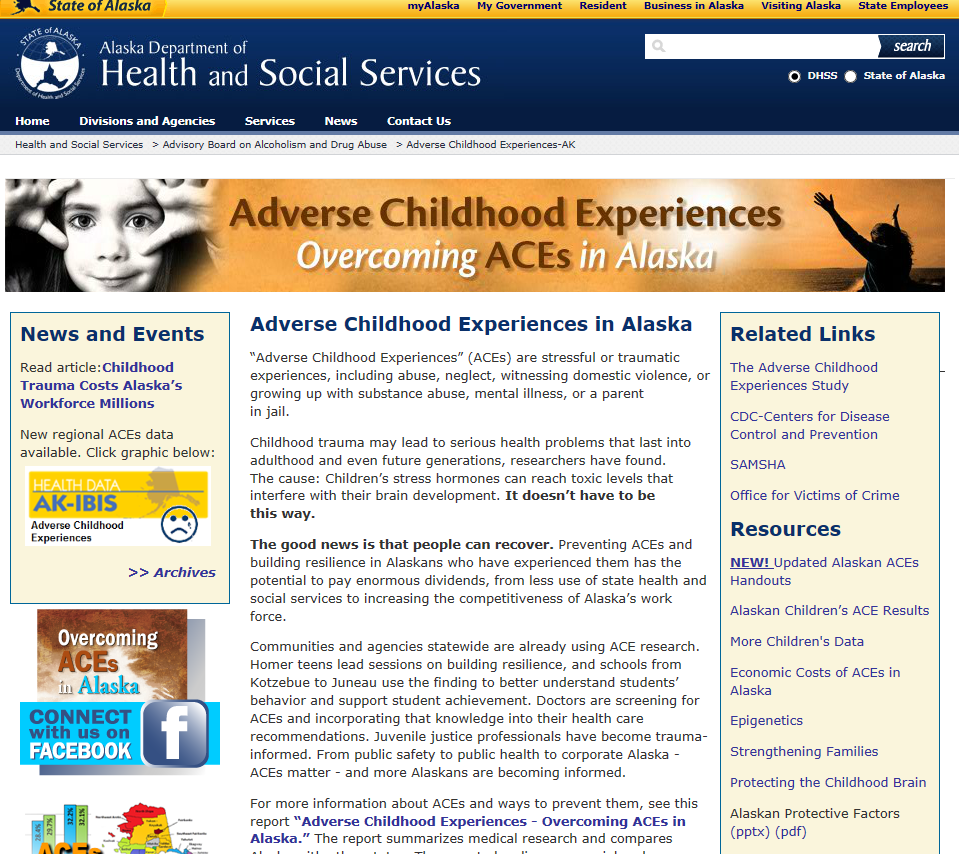 State of Alaska
myAlaska My Government Resident Business in Alaska Visiting Alaska State Employees
STATE of ALASKA
Department of Health and Social Services
Alaska Department of
Health and Social Services
search
DHSS State of Alaska
Home Divisions and Agencies Services News Contact Us
Health and Social Services > Advisory Board on Alcoholism and Drug Abuse > Adverse Childhood Experiences-AK
Adverse Childhood Experiences
Overcoming ACEs in Alaska
News and Events
Read article:Childhood
Trauma Costs Alaska’s
Workforce Millions
New regional ACEs data
available. Click graphic below:
HEALTH DATA
AK-IBIS
Adverse Childhood
Experiences
>> Archives
Overcoming
ACEs
in Alaska
CONNECT
with us on
FACEBOOK
f
28.4% 29.7% 32.2% 32.1%
ACEs
Adverse Childhood Experiences in Alaska
“Adverse Childhood Experiences” (ACEs) are stressful or traumatic
experiences, including abuse, neglect, witnessing domestic violence, or
growing up with substance abuse, mental illness, or a parent
in jail.
Childhood trauma may lead to serious health problems that last into
adulthood and even future generations, researchers have found.
The cause: Children’s stress hormones can reach toxic levels that
interfere with their brain development. It doesn’t have to be
this way.
The good news is that people can recover. Preventing ACEs and
building resilience in Alaskans who have experienced them has the
potential to pay enormous dividends, from less use of state health and
social services to increasing the competitiveness of Alaska’s work
force.
Communities and agencies statewide are already using ACE research.
Homer teens lead sessions on building resilience, and schools from
Kotzebue to Juneau use the finding to better understand students’
behavior and support student achievement. Doctors are screening for
ACEs and incorporating that knowledge into their health care
recommendations. Juvenile justice professionals have become trauma-
informed. From public safety to public health to corporate Alaska -
ACEs matter - and more Alaskans are becoming informed.
For more information about ACEs and ways to prevent them, see this
report “Adverse Childhood Experiences - Overcoming ACEs in
Alaska.” The report summarizes medical research and compares
Related Links
The Adverse Childhood
Experiences Study
CDC-Centers for Disease
Control and Prevention
SAMSHA
Office for Victims of Crime
Resources
NEW! Updated Alaskan ACEs
Handouts
Alaskan Children’s ACE Results
More Children's Data
Economic Costs of ACEs in
Alaska
Epigenetics
Strengthening Families
Protecting the Childhood Brain
Alaskan Protective Factors
(pptx) (pdf)